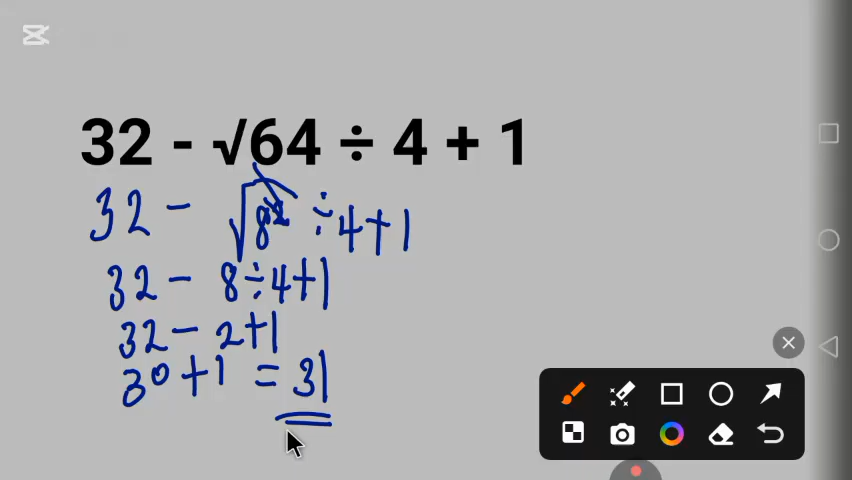 32 - √64 ÷ 4 + 1
32 - √8² ÷ 4 + 1
32 - 8 ÷ 4 + 1
32 - 2 + 1
30 + 1 = 31